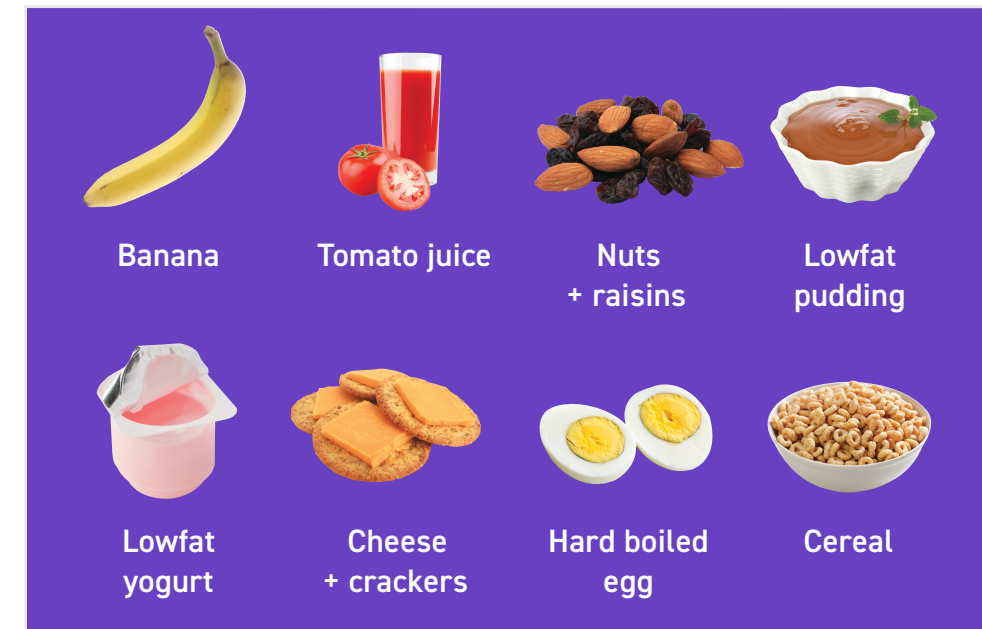 Banana
Tomato juice
Nuts
+ raisins
Lowfat
pudding
Lowfat
yogurt
Cheese
+ crackers
Hard boiled
egg
Cereal